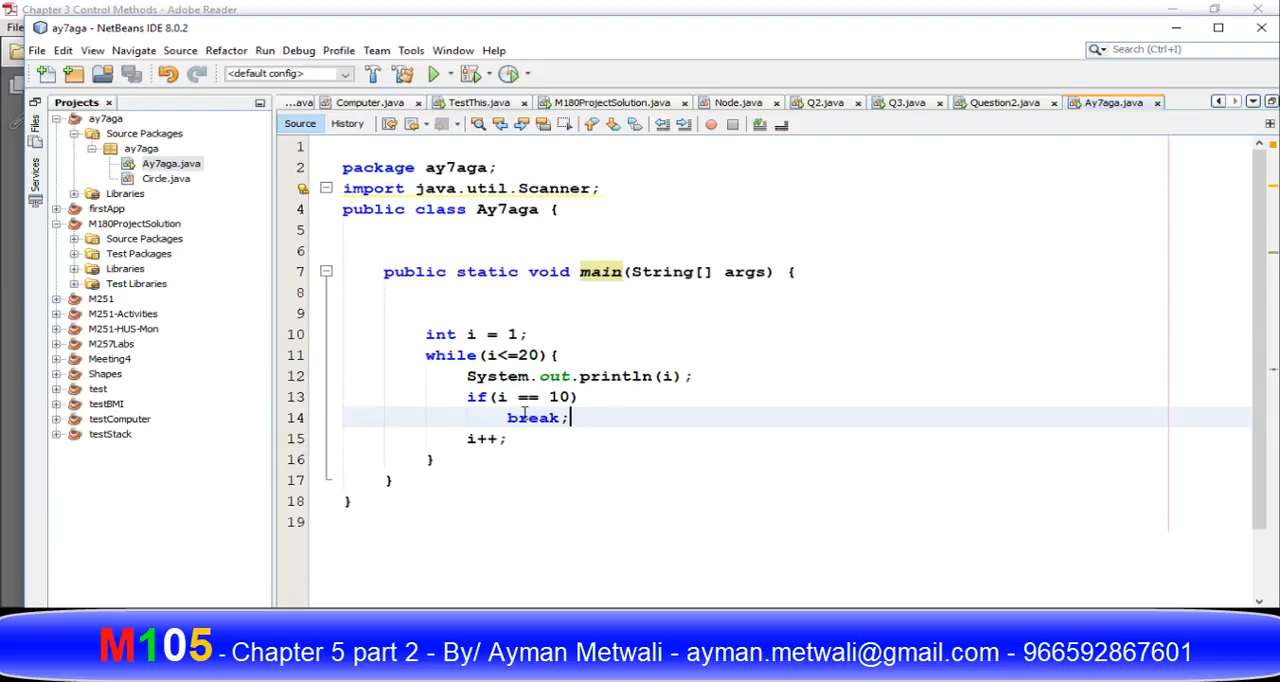 Chapter 3 Control Methods - Adobe Reader
File
ay7aga - NetBeans IDE 8.0.2
File Edit View Navigate Source Refactor Run Debug Profile Team Tools Window Help
Search (Ctrl+I)
<default config>
Projects
...ava Computer.java TestThis.java M180ProjectSolution.java Node.java Q2.java Q3.java Question2.java Ay7aga.java
Source History
Files
Services
ay7aga
Source Packages
ay7aga
Ay7aga.java
Circle.java
Libraries
firstApp
M180ProjectSolution
Source Packages
Test Packages
Libraries
Test Libraries
M251
M251-Activities
M251-HUS-Mon
M257Labs
Meeting4
Shapes
test
testBMI
testComputer
testStack
1
2 package ay7aga;
import java.util.Scanner;
4 public class Ay7aga {
5
6
7 public static void main(String[] args) {
8
9
10 int i = 1;
11 while(i<=20){
12 System.out.println(i);
13 if(i == 10)
14 break;
15 i++;
16 }
17 }
18 }
19
M105 - Chapter 5 part 2 - By/ Ayman Metwali - ayman.metwali@gmail.com - 966592867601